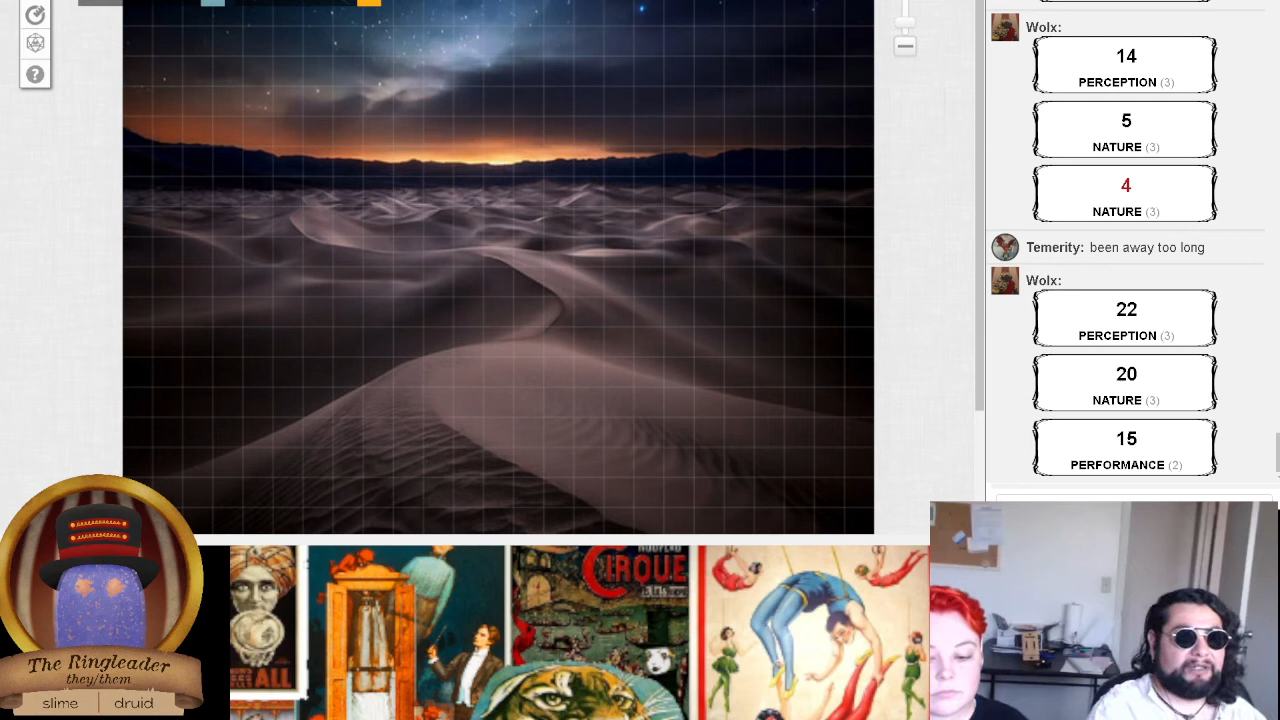 Wolx:
14
PERCEPTION (3)
5
NATURE (3)
4
NATURE (3)
Temerity: been away too long
Wolx:
22
PERCEPTION (3)
20
NATURE (3)
15
PERFORMANCE (2)
The Ringleader
they/them
slime | druid
ALL
CIRQUE